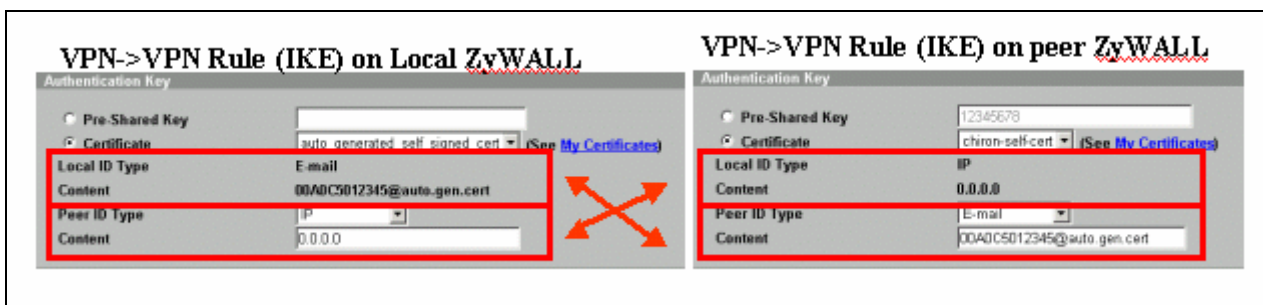 VPN->VPN Rule (IKE) on Local ZyWALL
Authentication Key
Pre-Shared Key
Certificate auto_generated_self_signed_cert (See My Certificates)
Local ID Type E-mail
Content 00A0C5012345@auto.gen.cert
Peer ID Type IP
Content 0.0.0.0
VPN->VPN Rule (IKE) on peer ZyWALL
Authentication Key
Pre-Shared Key 12345678
Certificate chiron-self-cert (See My Certificates)
Local ID Type IP
Content 0.0.0.0
Peer ID Type E-mail
Content 00A0C5012345@auto.gen.cert